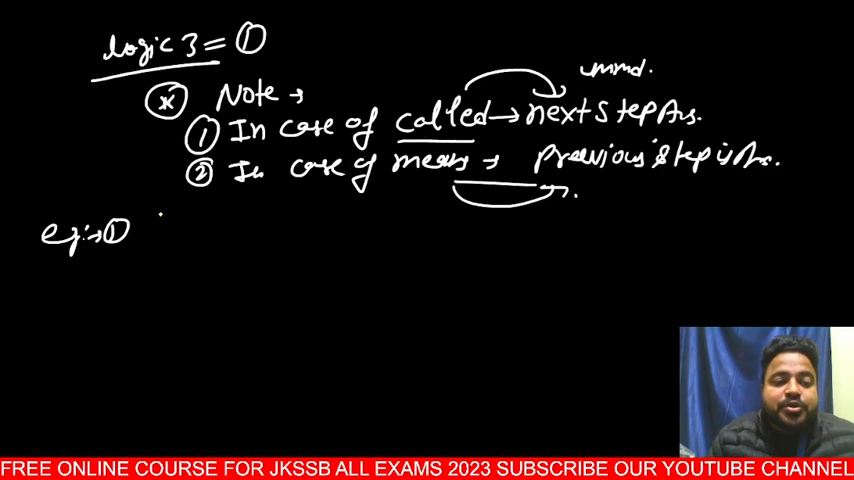 Logic 3 = ①
ummd.
* Note →
① In case of called → next step Ans.
② In case of means → previous step is Ans.
eg:→ ①
FREE ONLINE COURSE FOR JKSSB ALL EXAMS 2023 SUBSCRIBE OUR YOUTUBE CHANNEL